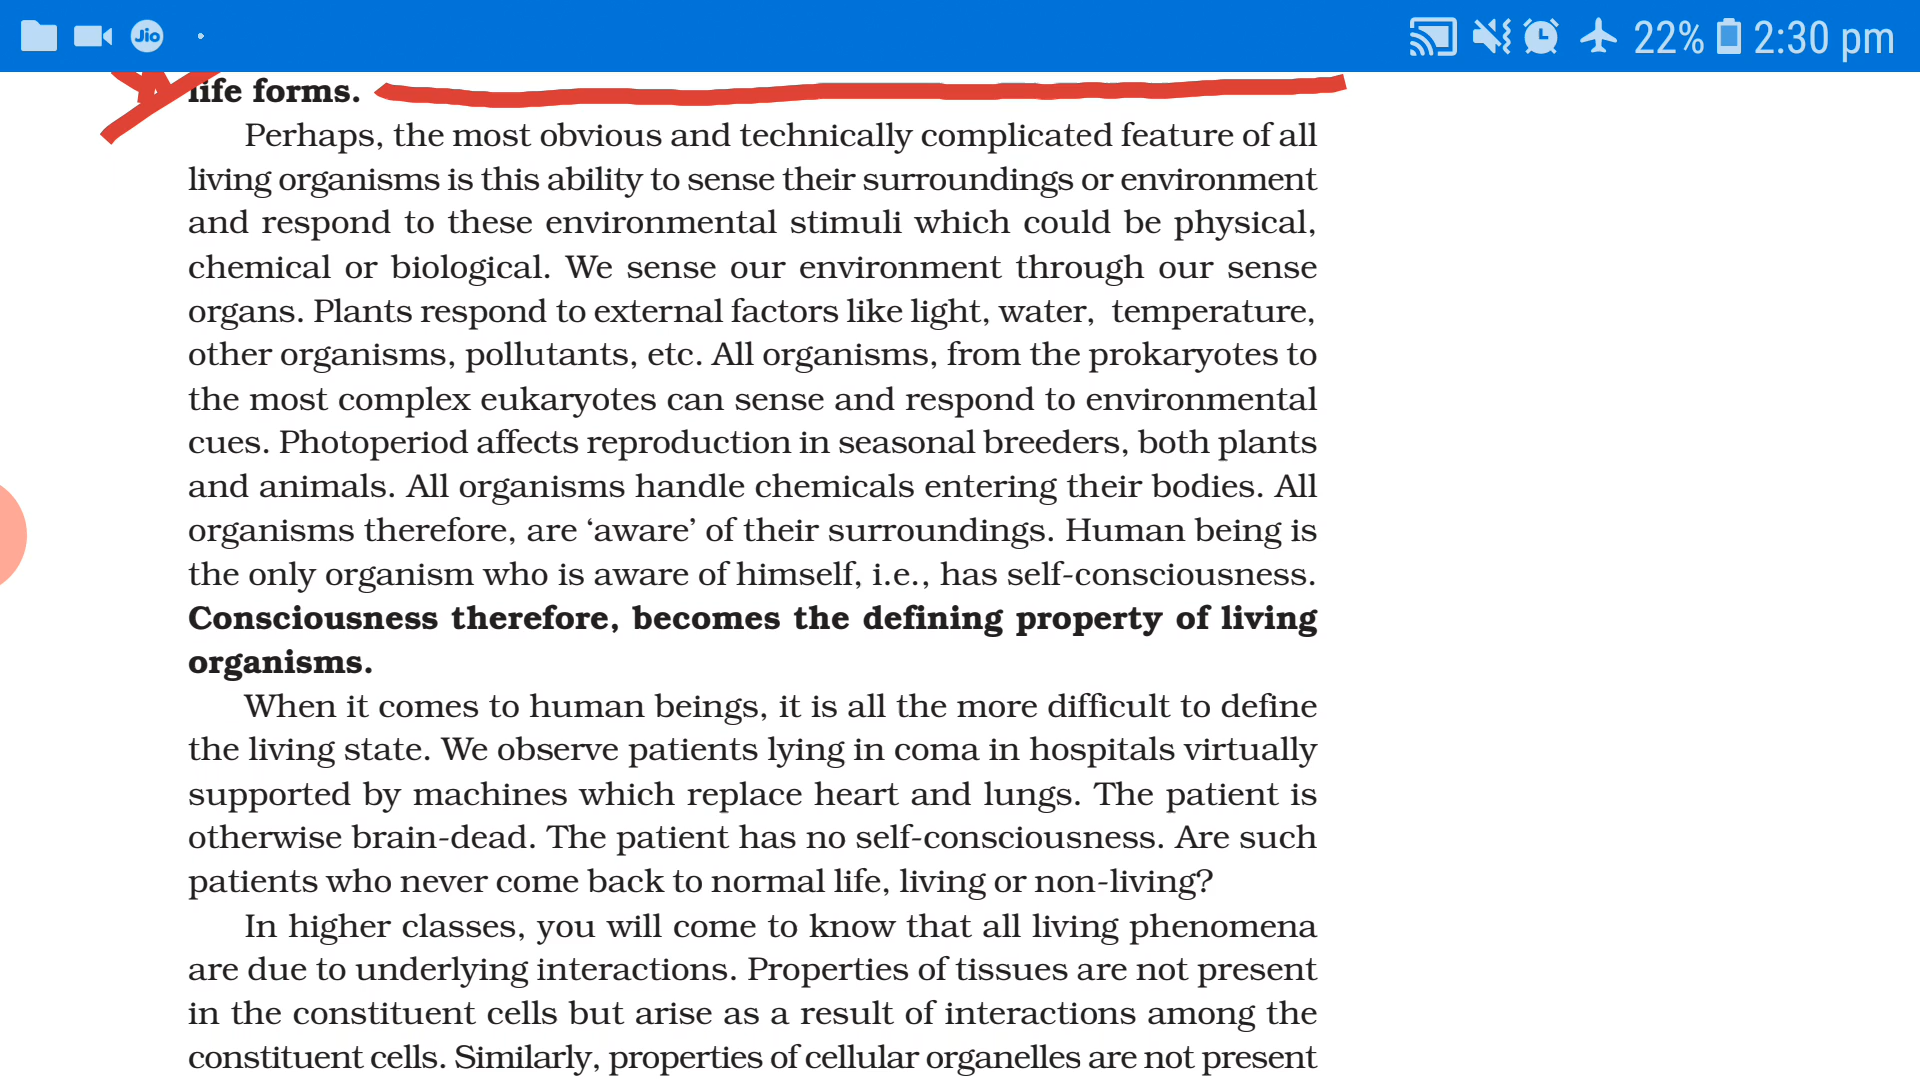 Jio
22% 2:30 pm
life forms.
Perhaps, the most obvious and technically complicated feature of all
living organisms is this ability to sense their surroundings or environment
and respond to these environmental stimuli which could be physical,
chemical or biological. We sense our environment through our sense
organs. Plants respond to external factors like light, water, temperature,
other organisms, pollutants, etc. All organisms, from the prokaryotes to
the most complex eukaryotes can sense and respond to environmental
cues. Photoperiod affects reproduction in seasonal breeders, both plants
and animals. All organisms handle chemicals entering their bodies. All
organisms therefore, are ‘aware’ of their surroundings. Human being is
the only organism who is aware of himself, i.e., has self-consciousness.
Consciousness therefore, becomes the defining property of living
organisms.
When it comes to human beings, it is all the more difficult to define
the living state. We observe patients lying in coma in hospitals virtually
supported by machines which replace heart and lungs. The patient is
otherwise brain-dead. The patient has no self-consciousness. Are such
patients who never come back to normal life, living or non-living?
In higher classes, you will come to know that all living phenomena
are due to underlying interactions. Properties of tissues are not present
in the constituent cells but arise as a result of interactions among the
constituent cells. Similarly, properties of cellular organelles are not present